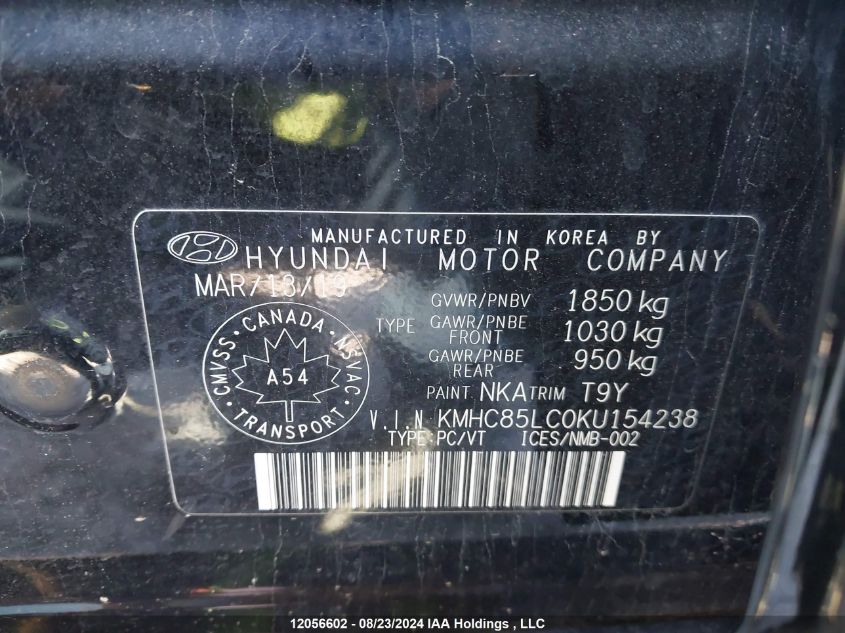 MANUFACTURED IN KOREA BY
HYUNDAI MOTOR COMPANY
MAR/13/19
GVWR/PNBV 1850 kg
TYPE GAWR/PNBE FRONT 1030 kg
GAWR/PNBE REAR 950 kg
CANADA
CMVSS · NSVAC
A54
TRANSPORT
PAINT NKA TRIM T9Y
V.I.N KMHC85LC0KU154238
TYPE:PC/VT ICES/NMB-002
12056602 - 08/23/2024 IAA Holdings , LLC